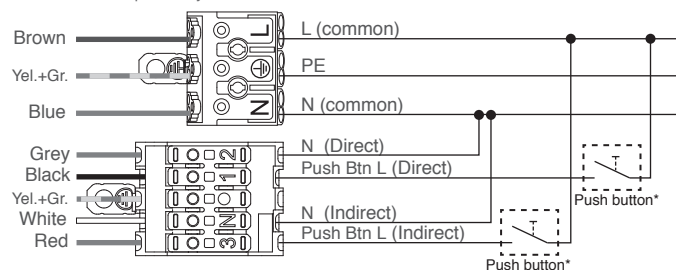 Brown
L
L (common)
Yel.+Gr.
PE
Blue
N
N (common)
Grey
2
N (Direct)
Black
1
Push Btn L (Direct)
Yel.+Gr.
Push button*
White
N
N (Indirect)
Red
3
Push Btn L (Indirect)
Push button*